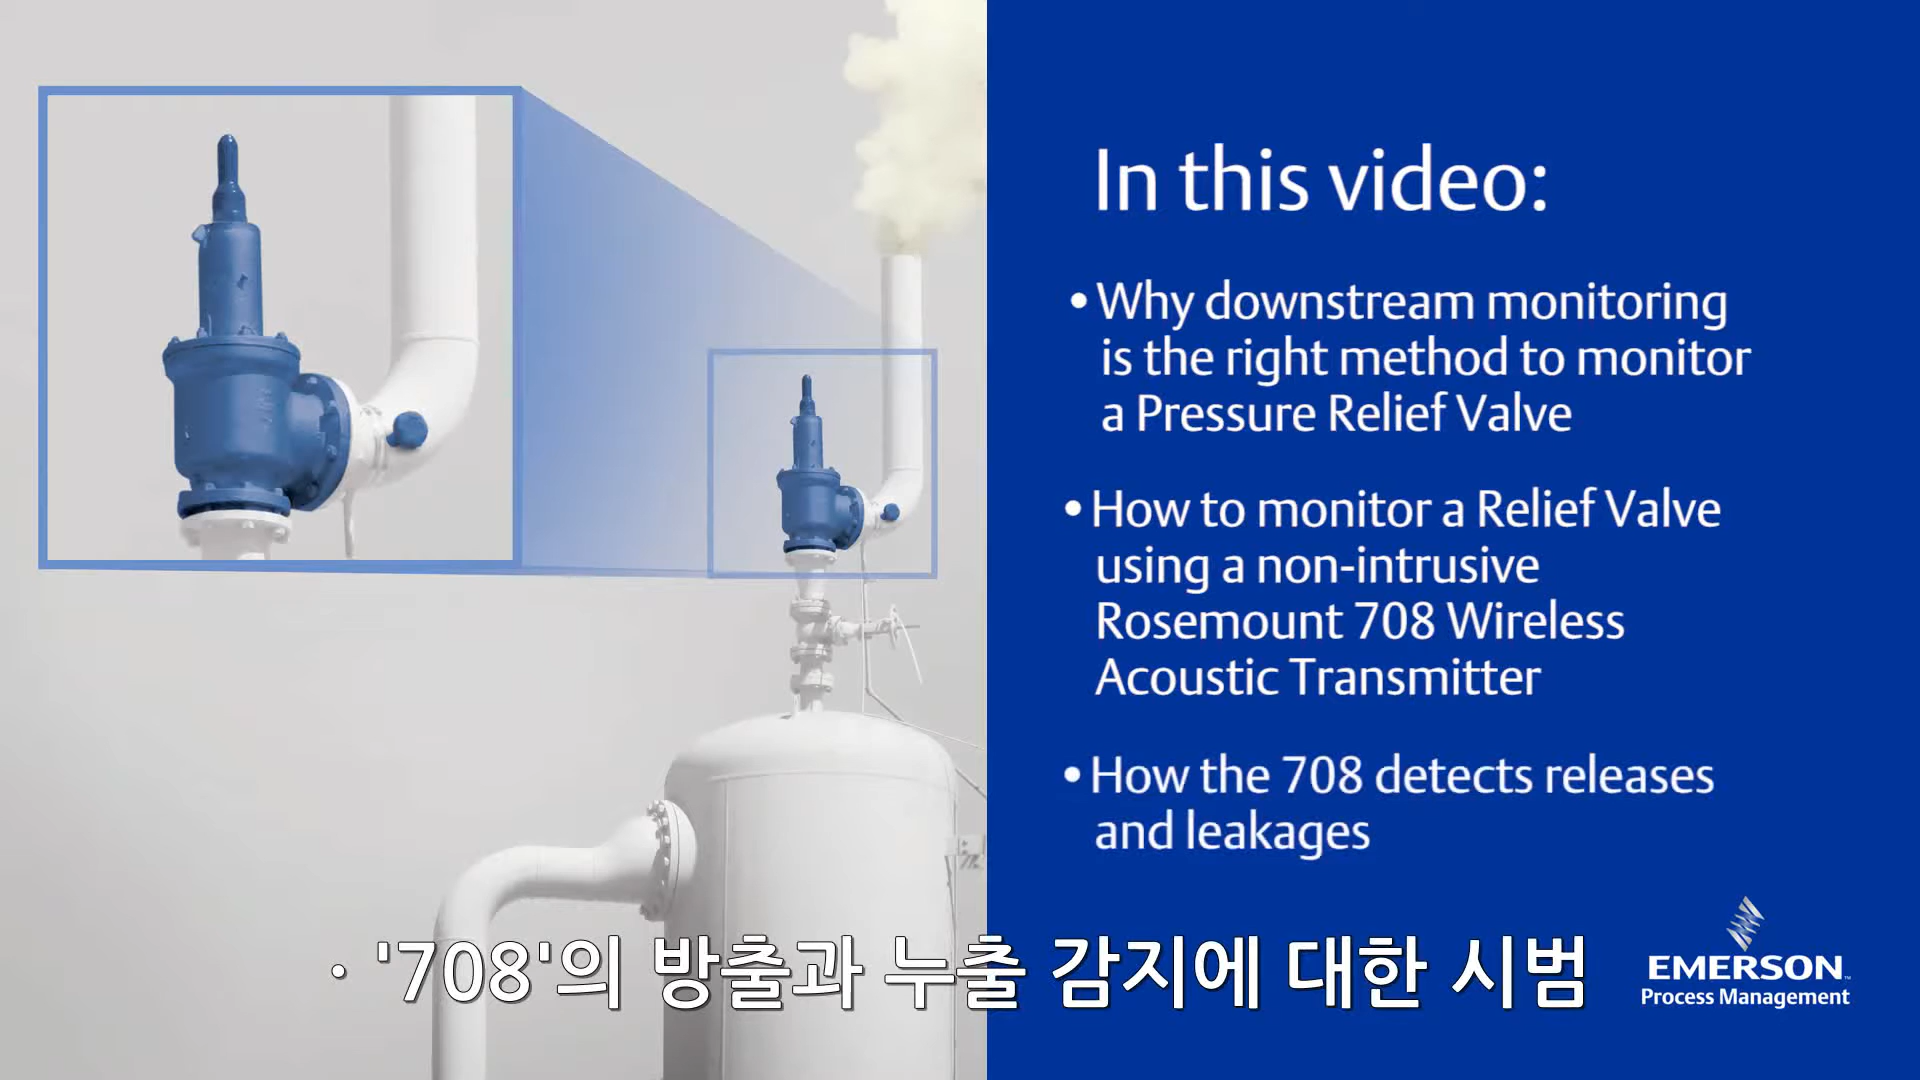 In this video:
• Why downstream monitoring
is the right method to monitor
a Pressure Relief Valve
• How to monitor a Relief Valve
using a non-intrusive
Rosemount 708 Wireless
Acoustic Transmitter
• How the 708 detects releases
and leakages
· '708'의 방출과 누출 감지에 대한 시범
EMERSON™
Process Management